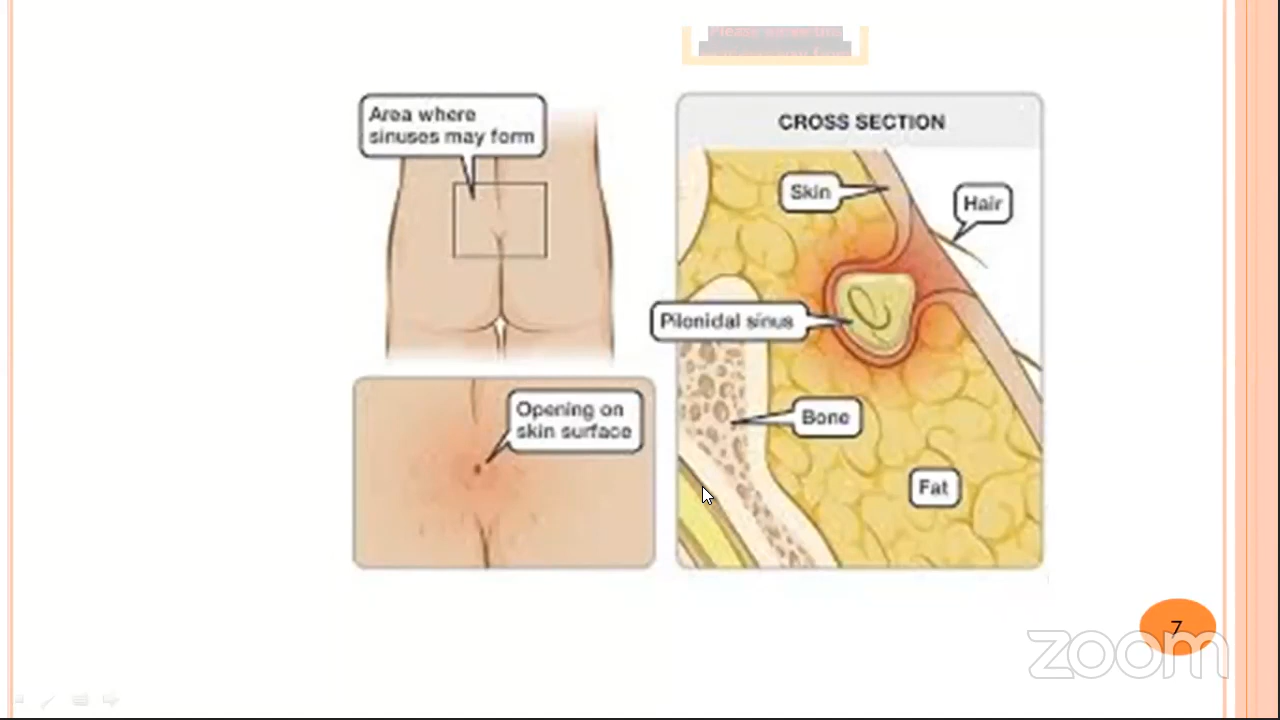 Area where
sinuses may form
CROSS SECTION
Skin
Hair
Pilonidal sinus
Opening on
skin surface
Bone
Fat
7
zoom